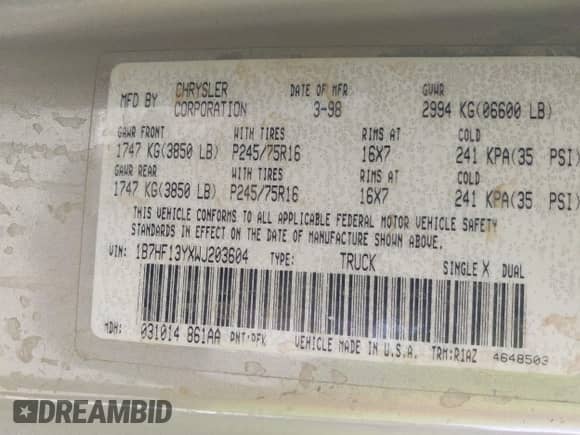 MFD BY CHRYSLER CORPORATION DATE OF MFR 3-98 GVWR 2994 KG(06600 LB)
GAWR FRONT WITH TIRES RIMS AT COLD
1747 KG(3850 LB) P245/75R16 16X7 241 KPA(35 PSI)
GAWR REAR WITH TIRES RIMS AT COLD
1747 KG(3850 LB) P245/75R16 16X7 241 KPA(35 PSI)
THIS VEHICLE CONFORMS TO ALL APPLICABLE FEDERAL MOTOR VEHICLE SAFETY
STANDARDS IN EFFECT ON THE DATE OF MANUFACTURE SHOWN ABOVE.
VIN: 1B7HF13YXWJ203604 TYPE: TRUCK SINGLE X DUAL
MDH: 031014 861AA PNT:PFK VEHICLE MADE IN U.S.A. TRM:RIAZ 4648503
DREAMBID